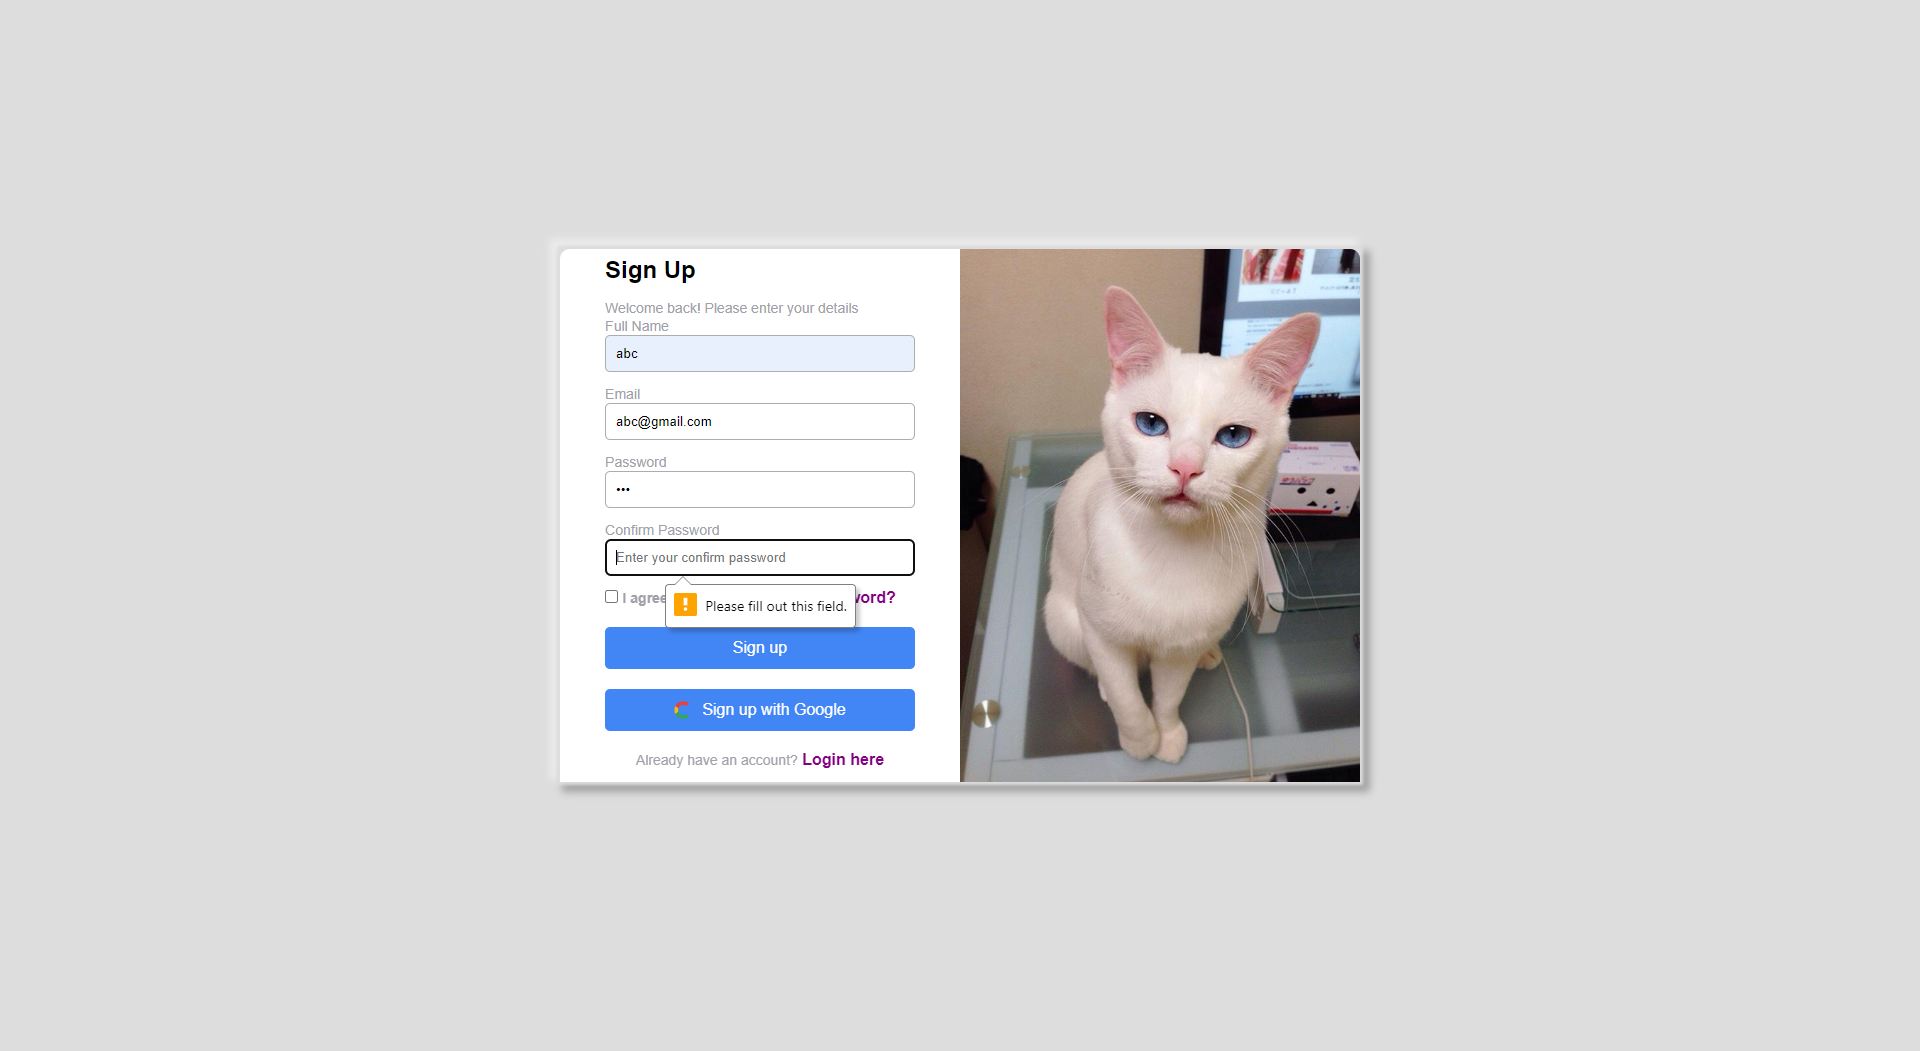 Sign Up
Welcome back! Please enter your details
Full Name
abc
Email
abc@gmail.com
Password
•••
Confirm Password
Enter your confirm password
I agree
Please fill out this field.
Sign up
Sign up with Google
Already have an account? Login here